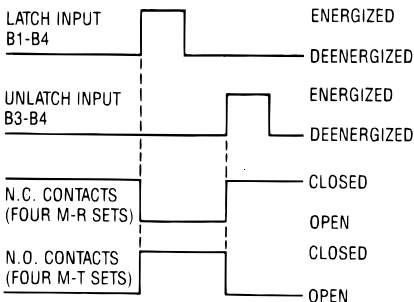 LATCH INPUT
B1-B4
ENERGIZED
DEENERGIZED
UNLATCH INPUT
B3-B4
ENERGIZED
DEENERGIZED
N.C. CONTACTS
(FOUR M-R SETS)
CLOSED
OPEN
N.O. CONTACTS
(FOUR M-T SETS)
CLOSED
OPEN